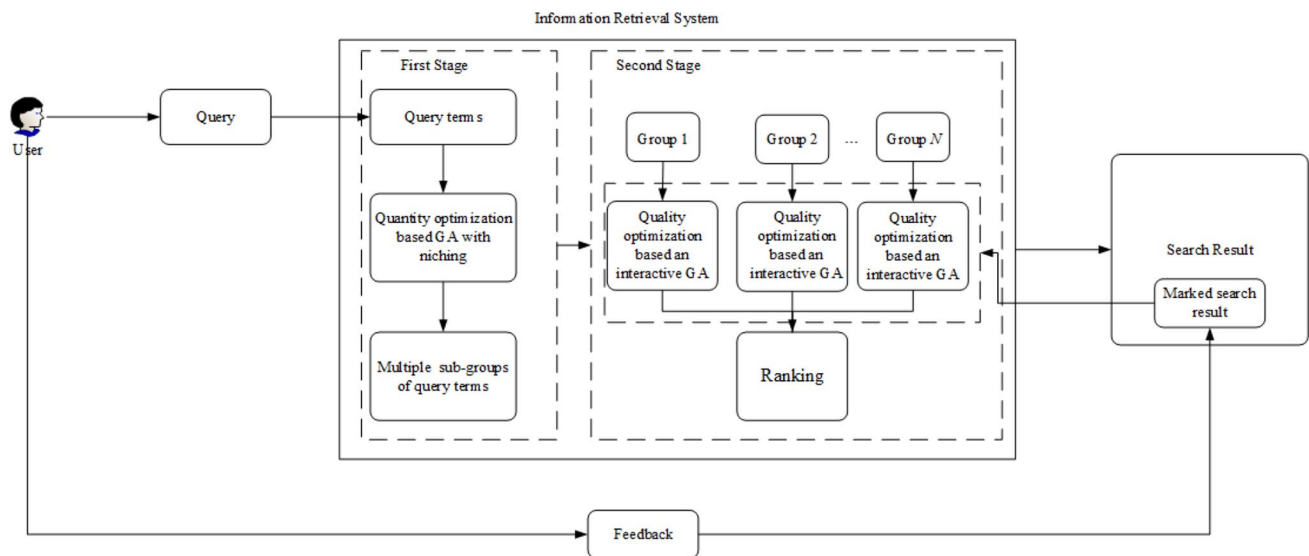 Information Retrieval System
First Stage
Second Stage
User
Query
Query terms
Quantity optimization
based GA with
niching
Multiple sub-groups
of query terms
Group 1
Group 2
...
Group N
Quality
optimization
based an
interactive GA
Quality
optimization
based an
interactive GA
Quality
optimization
based an
interactive GA
Ranking
Search Result
Marked search
result
Feedback